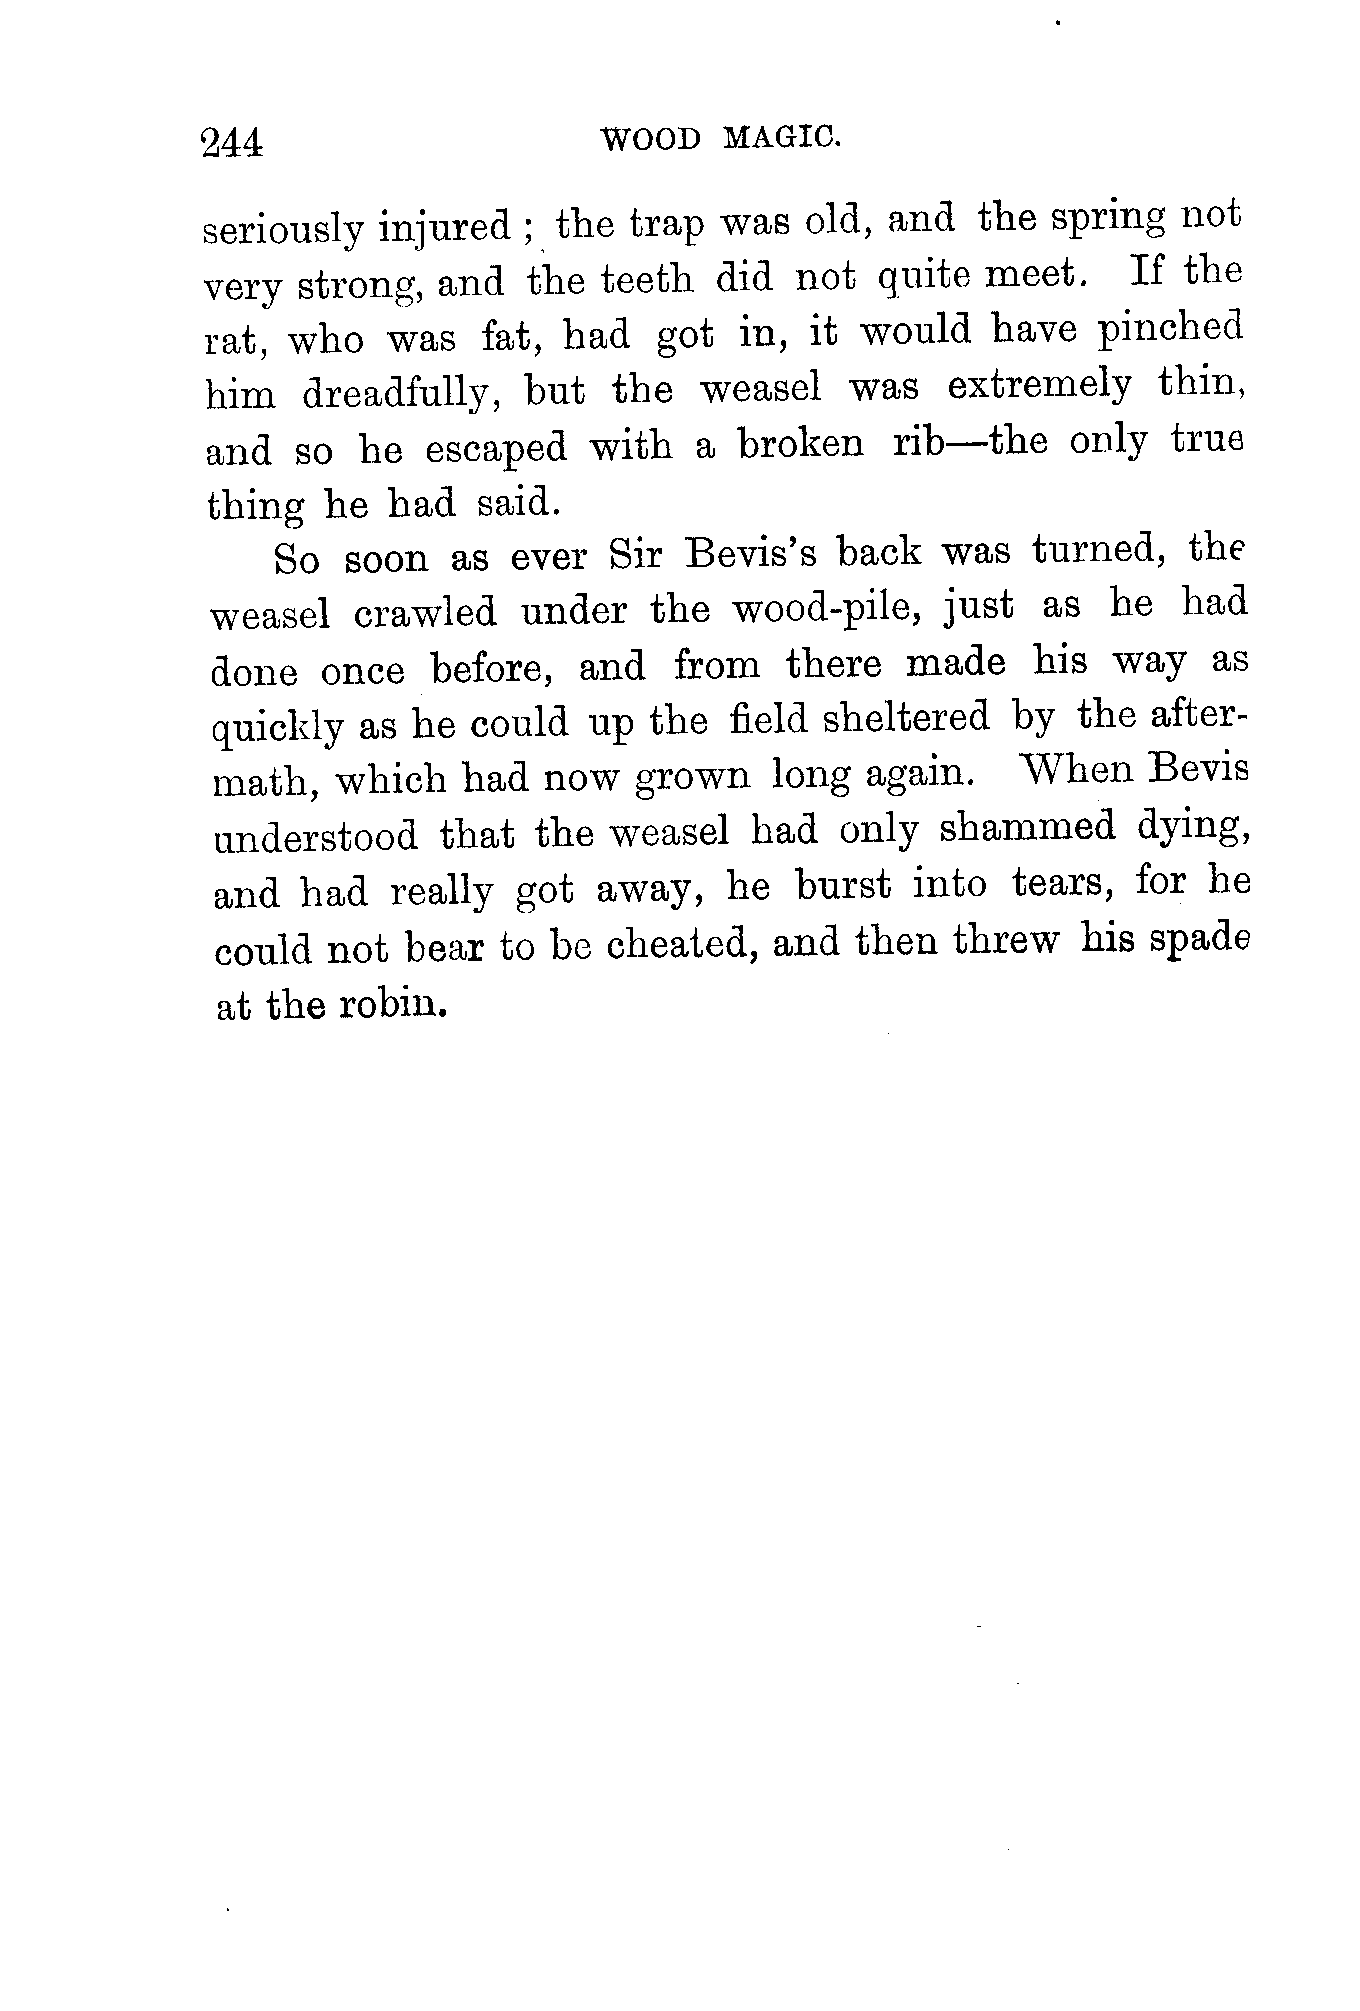 244 WOOD MAGIC.
seriously injured ; the trap was old, and the spring not
very strong, and the teeth did not quite meet. If the
rat, who was fat, had got in, it would have pinched
him dreadfully, but the weasel was extremely thin,
and so he escaped with a broken rib—the only true
thing he had said.
So soon as ever Sir Bevis's back was turned, the
weasel crawled under the wood-pile, just as he had
done once before, and from there made his way as
quickly as he could up the field sheltered by the after-
math, which had now grown long again. When Bevis
understood that the weasel had only shammed dying,
and had really got away, he burst into tears, for he
could not bear to be cheated, and then threw his spade
at the robin.